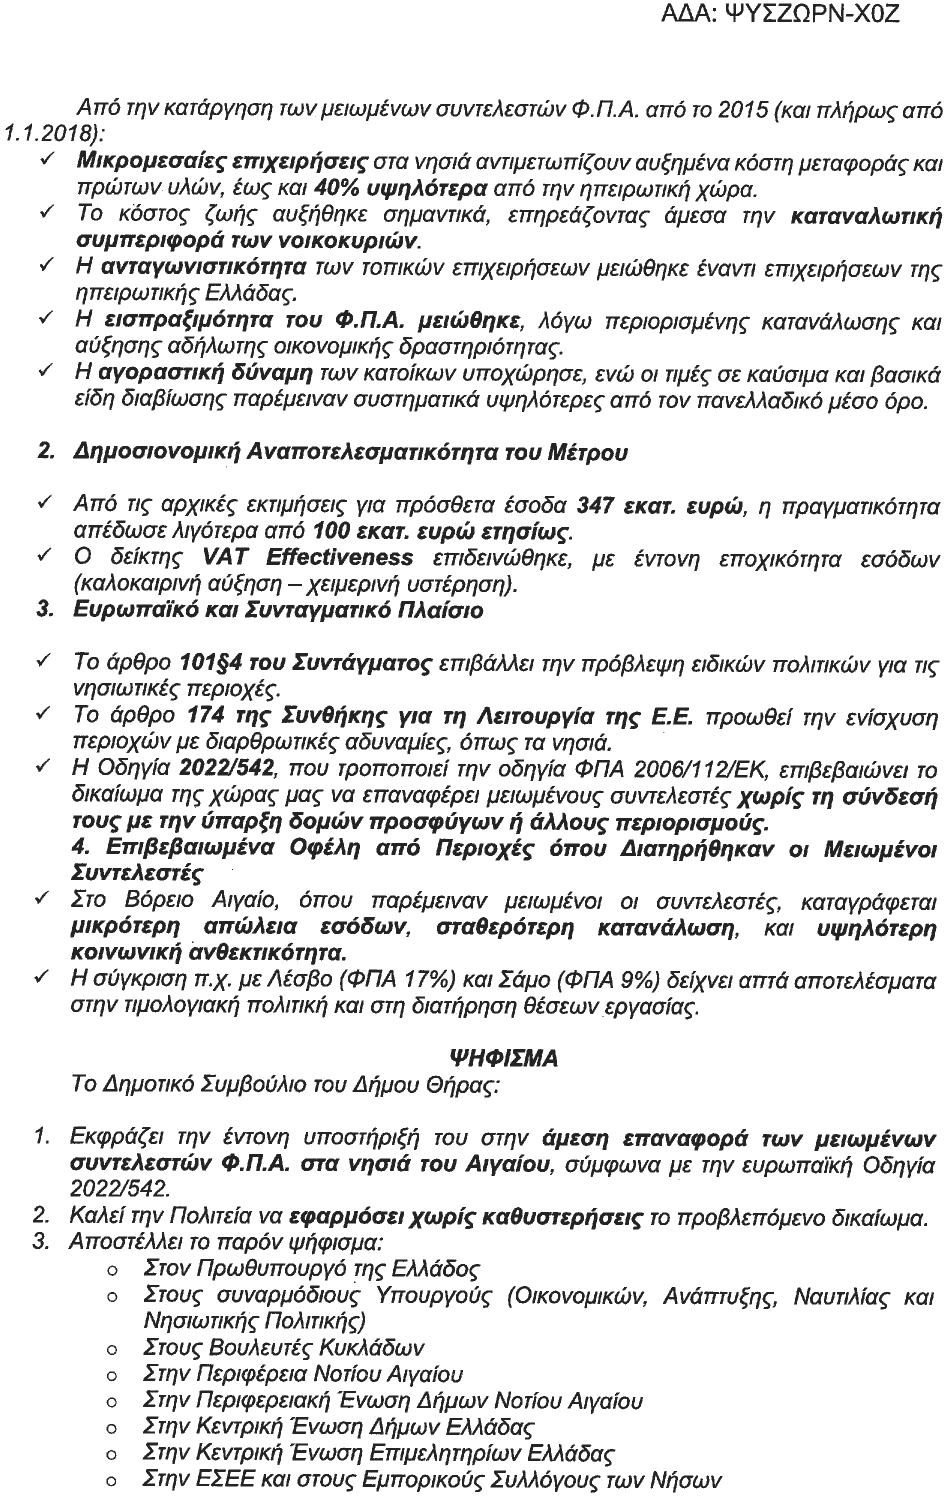 ΑΔΑ: ΨΥΣΖΩΡΝ-Χ0Ζ
Από την κατάργηση των μειωμένων συντελεστών Φ.Π.Α. από το 2015 (και πλήρως από
1.1.2018):
✓ Μικρομεσαίες επιχειρήσεις στα νησιά αντιμετωπίζουν αυξημένα κόστη μεταφοράς και
πρώτων υλών, έως και 40% υψηλότερα από την ηπειρωτική χώρα.
✓ Το κόστος ζωής αυξήθηκε σημαντικά, επηρεάζοντας άμεσα την καταναλωτική
συμπεριφορά των νοικοκυριών.
✓ Η ανταγωνιστικότητα των τοπικών επιχειρήσεων μειώθηκε έναντι επιχειρήσεων της
ηπειρωτικής Ελλάδας.
✓ Η εισπραξιμότητα του Φ.Π.Α. μειώθηκε, λόγω περιορισμένης κατανάλωσης και
αύξησης αδήλωτης οικονομικής δραστηριότητας.
✓ Η αγοραστική δύναμη των κατοίκων υποχώρησε, ενώ οι τιμές σε καύσιμα και βασικά
είδη διαβίωσης παρέμειναν συστηματικά υψηλότερες από τον πανελλαδικό μέσο όρο.
2. Δημοσιονομική Αναποτελεσματικότητα του Μέτρου
✓ Από τις αρχικές εκτιμήσεις για πρόσθετα έσοδα 347 εκατ. ευρώ, η πραγματικότητα
απέδωσε λιγότερα από 100 εκατ. ευρώ ετησίως.
✓ Ο δείκτης VAT Effectiveness επιδεινώθηκε, με έντονη εποχικότητα εσόδων
(καλοκαιρινή αύξηση – χειμερινή υστέρηση).
3. Ευρωπαϊκό και Συνταγματικό Πλαίσιο
✓ Το άρθρο 101§4 του Συντάγματος επιβάλλει την πρόβλεψη ειδικών πολιτικών για τις
νησιωτικές περιοχές.
✓ Το άρθρο 174 της Συνθήκης για τη Λειτουργία της Ε.Ε. προωθεί την ενίσχυση
περιοχών με διαρθρωτικές αδυναμίες, όπως τα νησιά.
✓ Η Οδηγία 2022/542, που τροποποιεί την οδηγία ΦΠΑ 2006/112/ΕΚ, επιβεβαιώνει το
δικαίωμα της χώρας μας να επαναφέρει μειωμένους συντελεστές χωρίς τη σύνδεσή
τους με την ύπαρξη δομών προσφύγων ή άλλους περιορισμούς.
4. Επιβεβαιωμένα Οφέλη από Περιοχές όπου Διατηρήθηκαν οι Μειωμένοι
Συντελεστές
✓ Στο Βόρειο Αιγαίο, όπου παρέμειναν μειωμένοι οι συντελεστές, καταγράφεται
μικρότερη απώλεια εσόδων, σταθερότερη κατανάλωση, και υψηλότερη
κοινωνική ανθεκτικότητα.
✓ Η σύγκριση π.χ. με Λέσβο (ΦΠΑ 17%) και Σάμο (ΦΠΑ 9%) δείχνει απτά αποτελέσματα
στην τιμολογιακή πολιτική και στη διατήρηση θέσεων εργασίας.
ΨΗΦΙΣΜΑ
Το Δημοτικό Συμβούλιο του Δήμου Θήρας:
1. Εκφράζει την έντονη υποστήριξή του στην άμεση επαναφορά των μειωμένων
συντελεστών Φ.Π.Α. στα νησιά του Αιγαίου, σύμφωνα με την ευρωπαϊκή Οδηγία
2022/542.
2. Καλεί την Πολιτεία να εφαρμόσει χωρίς καθυστερήσεις το προβλεπόμενο δικαίωμα.
3. Αποστέλλει το παρόν ψήφισμα:
o Στον Πρωθυπουργό της Ελλάδος
o Στους συναρμόδιους Υπουργούς (Οικονομικών, Ανάπτυξης, Ναυτιλίας και
Νησιωτικής Πολιτικής)
o Στους Βουλευτές Κυκλάδων
o Στην Περιφέρεια Νοτίου Αιγαίου
o Στην Περιφερειακή Ένωση Δήμων Νοτίου Αιγαίου
o Στην Κεντρική Ένωση Δήμων Ελλάδας
o Στην Κεντρική Ένωση Επιμελητηρίων Ελλάδας
o Στην ΕΣΕΕ και στους Εμπορικούς Συλλόγους των Νήσων